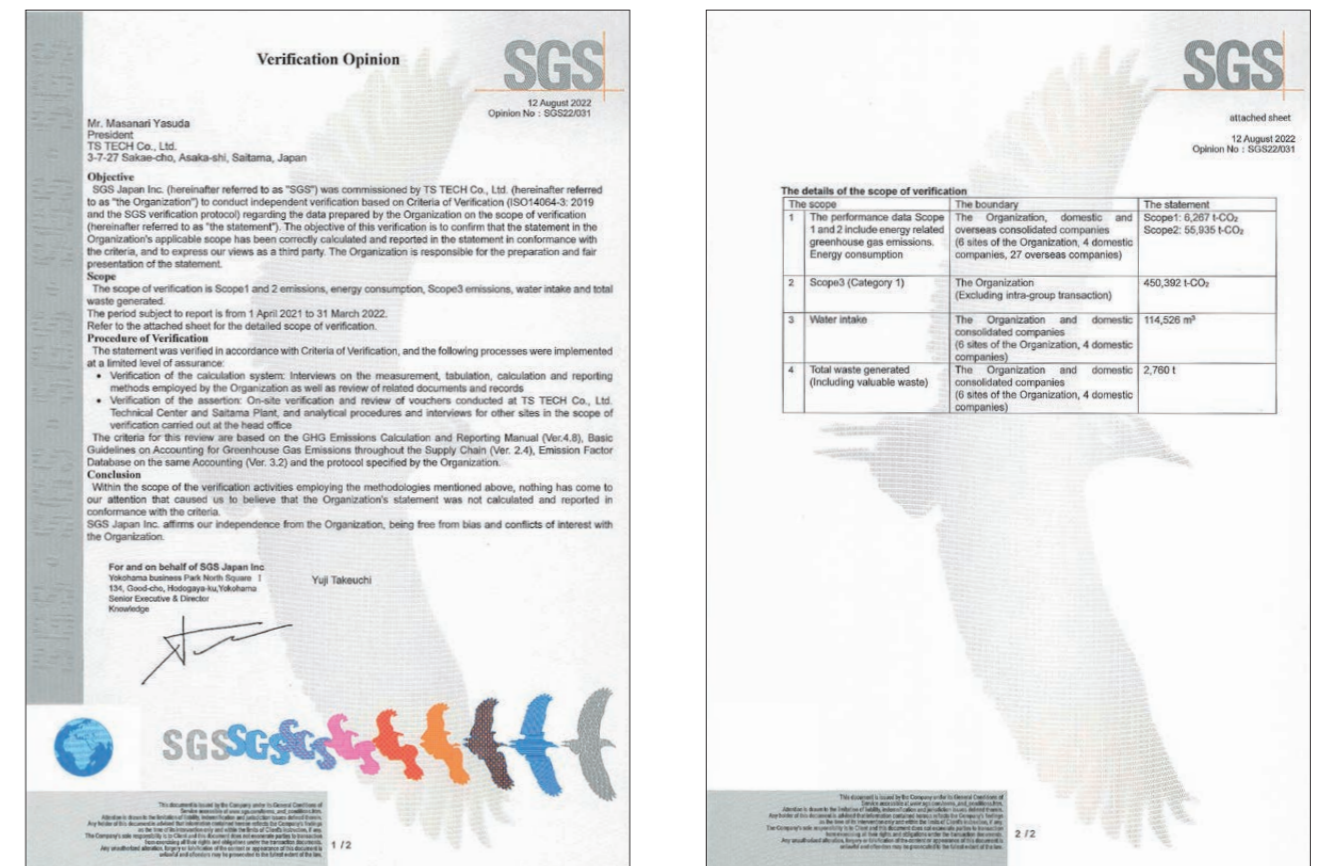 Verification Opinion
SGS
12 August 2022
Opinion No : SGS22/031
Mr. Masanari Yasuda
President
TS TECH Co., Ltd.
3-7-27 Sakae-cho, Asaka-shi, Saitama, Japan
Objective
SGS Japan Inc. (hereinafter referred to as "SGS") was commissioned by TS TECH Co., Ltd. (hereinafter referred
to as "the Organization") to conduct independent verification based on Criteria of Verification (ISO14064-3: 2019
and the SGS verification protocol) regarding the data prepared by the Organization on the scope of verification
(hereinafter referred to as "the statement"). The objective of this verification is to confirm that the statement in the
Organization's applicable scope has been correctly calculated and reported in the statement in conformance with
the criteria, and to express our views as a third party. The Organization is responsible for the preparation and fair
presentation of the statement.
Scope
The scope of verification is Scope1 and 2 emissions, energy consumption, Scope3 emissions, water intake and total
waste generated.
The period subject to report is from 1 April 2021 to 31 March 2022.
Refer to the attached sheet for the detailed scope of verification.
Procedure of Verification
The statement was verified in accordance with Criteria of Verification, and the following processes were implemented
at a limited level of assurance:
• Verification of the calculation system: Interviews on the measurement, tabulation, calculation and reporting
methods employed by the Organization as well as review of related documents and records
• Verification of the assertion: On-site verification and review of vouchers conducted at TS TECH Co., Ltd.
Technical Center and Saitama Plant, and analytical procedures and interviews for other sites in the scope of
verification carried out at the head office
The criteria for this review are based on the GHG Emissions Calculation and Reporting Manual (Ver.4.8), Basic
Guidelines on Accounting for Greenhouse Gas Emissions throughout the Supply Chain (Ver. 2.4), Emission Factor
Database on the same Accounting (Ver. 3.2) and the protocol specified by the Organization.
Conclusion
Within the scope of the verification activities employing the methodologies mentioned above, nothing has come to
our attention that caused us to believe that the Organization's statement was not calculated and reported in
conformance with the criteria.
SGS Japan Inc. affirms our independence from the Organization, being free from bias and conflicts of interest with
the Organization.
For and on behalf of SGS Japan Inc
Yokohama business Park North Square I
134, Good-cho, Hodogaya-ku,Yokohama
Senior Executive & Director
Knowledge
Yuji Takeuchi
SGSSGSSGS
This document is issued by the Company under its General Conditions of
1 / 2
SGS
attached sheet
12 August 2022
Opinion No : SGS22/031
The details of the scope of verification
The scope The boundary The statement
1 The performance data Scope The Organization, domestic and Scope1: 6,267 t-CO₂
1 and 2 include energy related overseas consolidated companies Scope2: 55,935 t-CO₂
greenhouse gas emissions. (6 sites of the Organization, 4 domestic
Energy consumption companies, 27 overseas companies)
2 Scope3 (Category 1) The Organization 450,392 t-CO₂
(Excluding intra-group transaction)
3 Water intake The Organization and domestic 114,526 m³
consolidated companies
(6 sites of the Organization, 4 domestic
companies)
4 Total waste generated The Organization and domestic 2,760 t
(Including valuable waste) consolidated companies
(6 sites of the Organization, 4 domestic
companies)
This document is issued by the Company under its General Conditions of
2 / 2